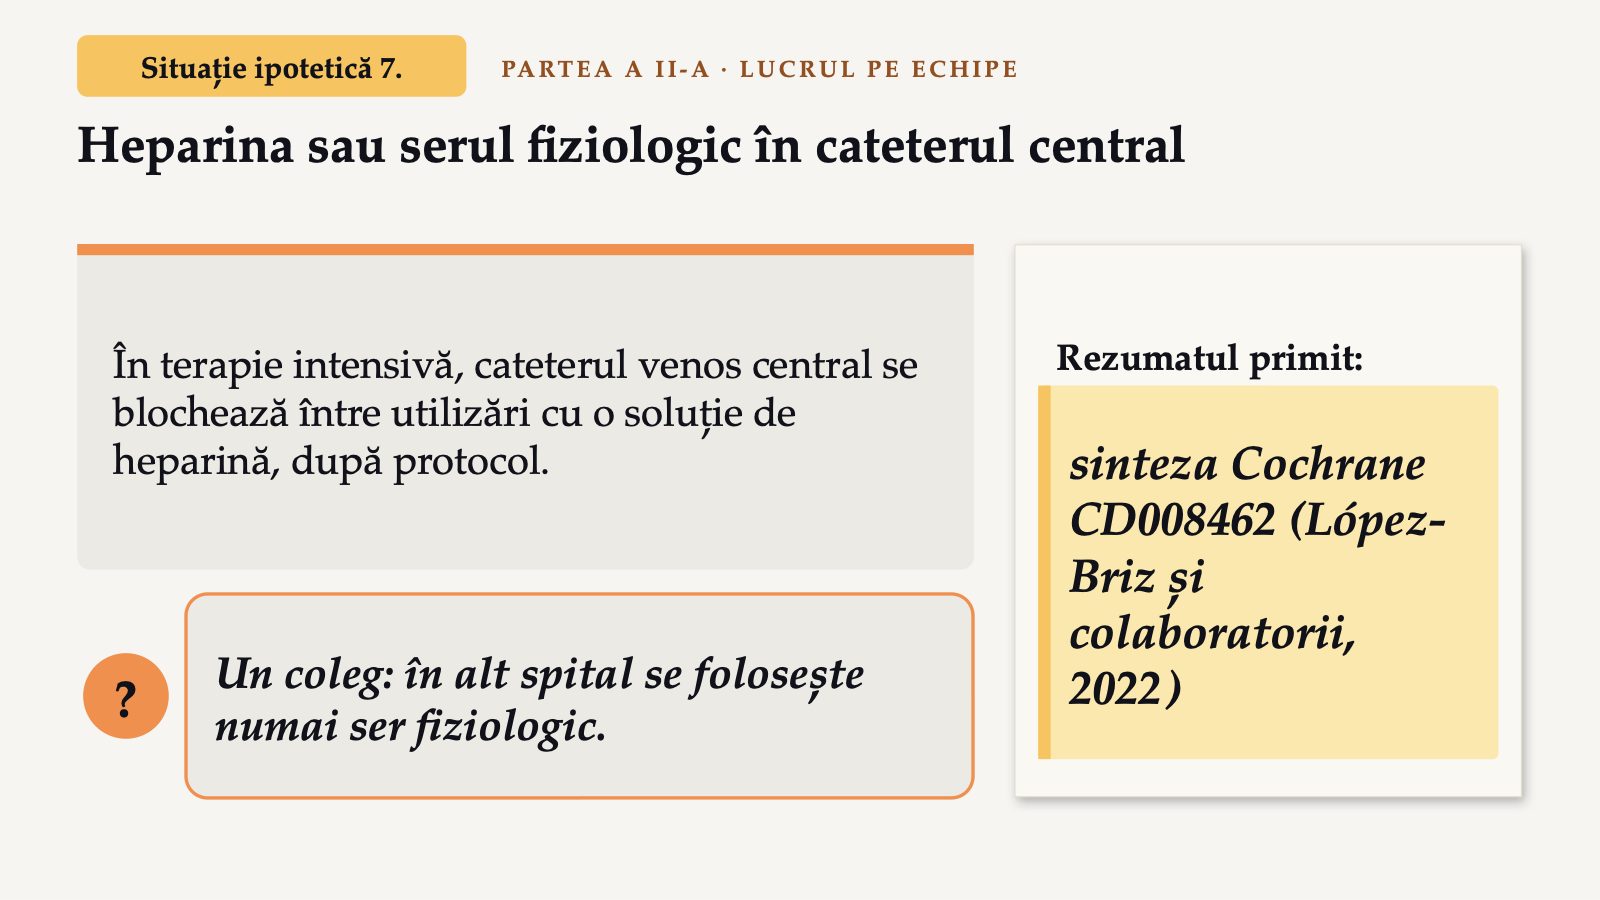 Situație ipotetică 7.
PARTEA A II-A · LUCRUL PE ECHIPE
Heparina sau serul fiziologic în cateterul central
În terapie intensivă, cateterul venos central se
blochează între utilizări cu o soluție de
heparină, după protocol.
?
Un coleg: în alt spital se folosește
numai ser fiziologic.
Rezumatul primit:
sinteza Cochrane
CD008462 (López-
Briz și
colaboratorii,
2022)